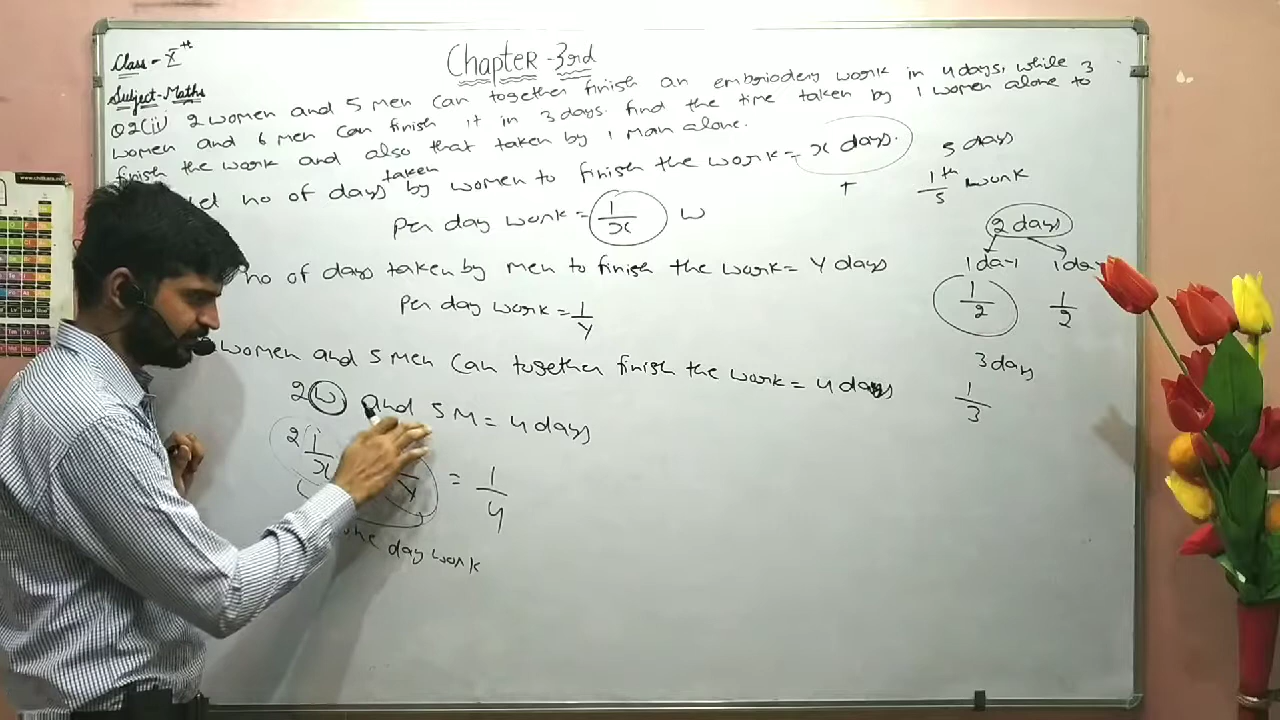 Class - Xth
Subject - Maths
Chapter - 3rd
Q2(ii) 2 women and 5 Men can together finish an embriodery work in 4 days, while 3
women and 6 Men can finish it in 3 days. find the time taken by 1 women alone to
finish the work and also that taken by 1 Man alone.
Let no of days taken by women to finish the work = x days.
Per day work = 1/x W
no of days taken by men to finish the work = Y days
Per day work = 1/Y
women and 5 Men can together finish the work = 4 days
2 W and 5 M = 4 days
2 1/x
Y = 1/4
one day work
5 days
1/5 th work
2 days
1 day 1 day
1/2 1/2
3 day
1/3